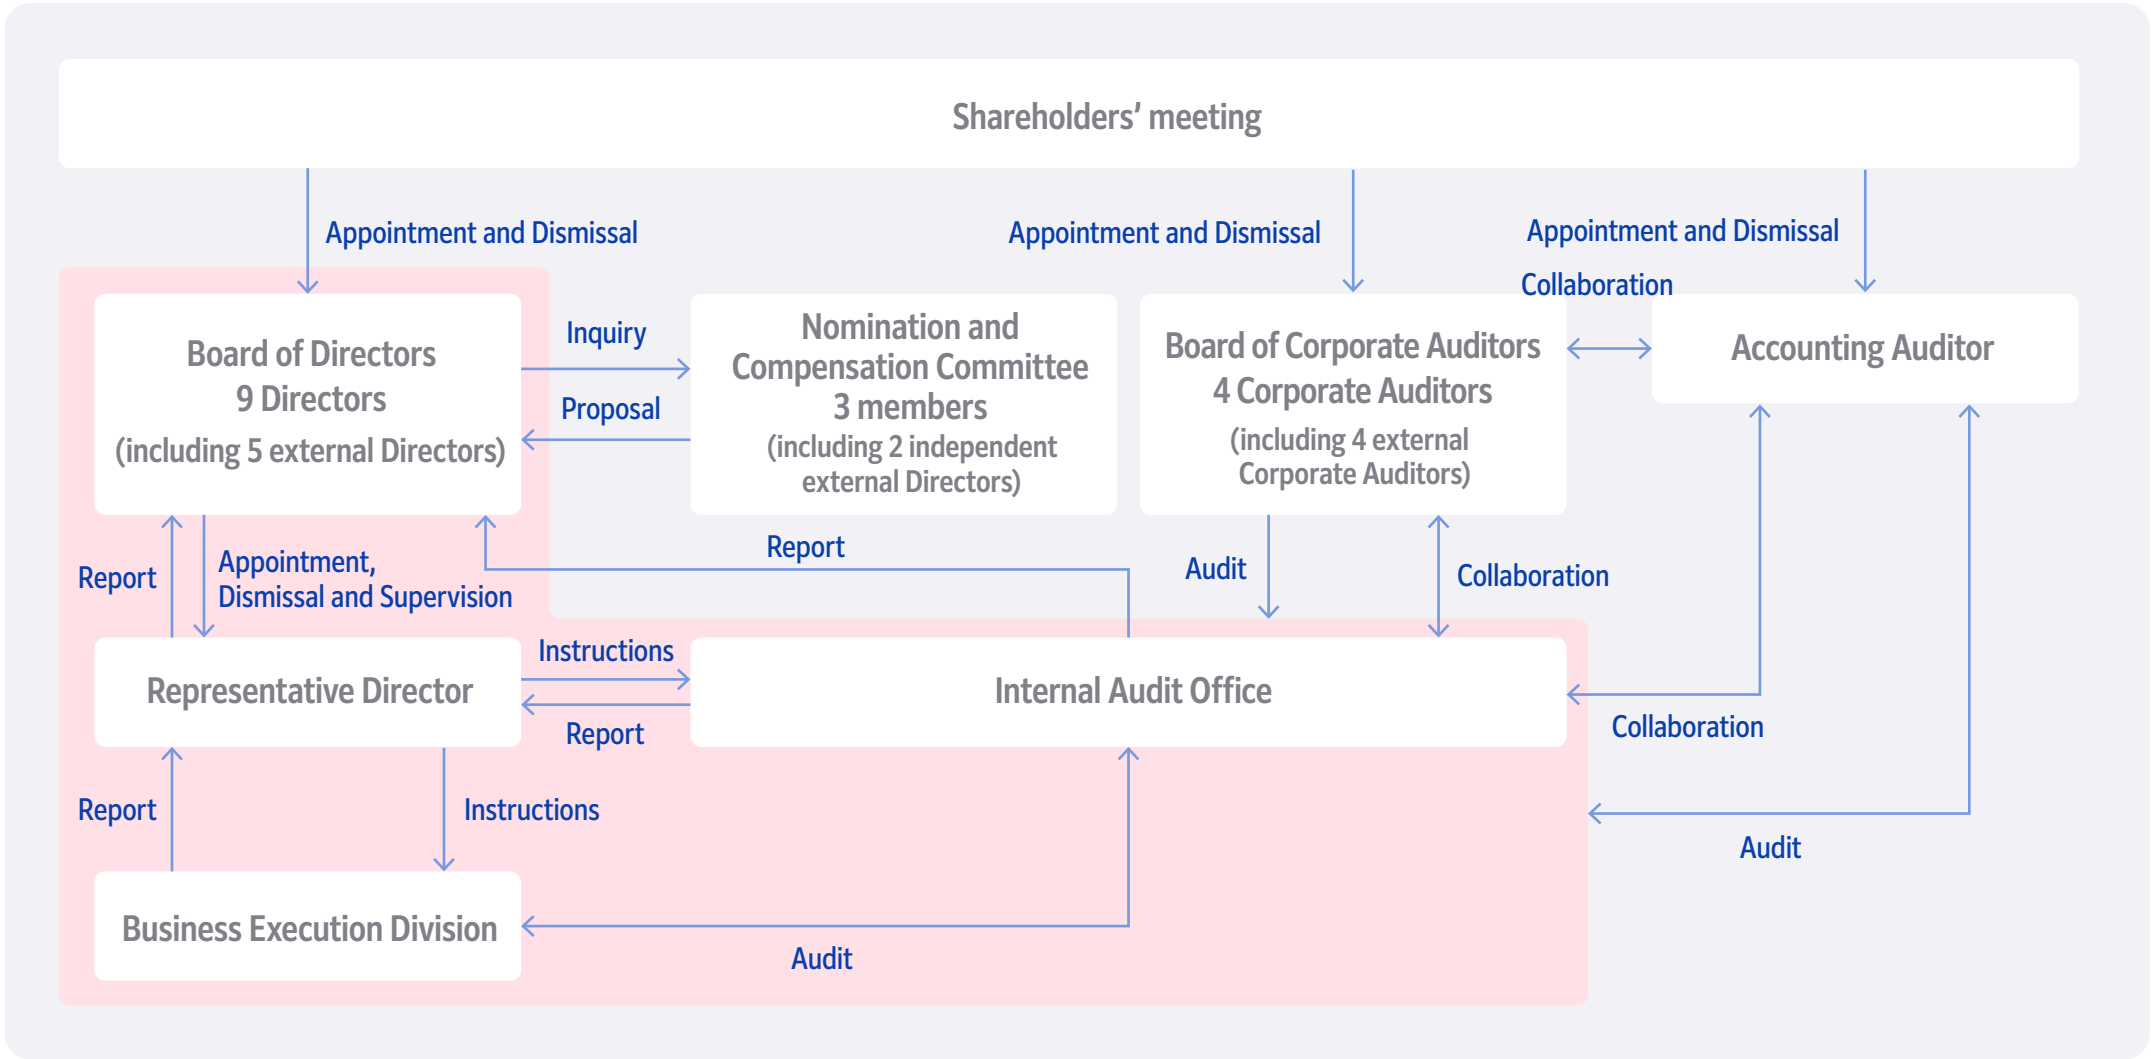 Shareholders’ meeting
Appointment and Dismissal
Appointment and Dismissal
Appointment and Dismissal
Collaboration
Board of Directors
9 Directors
(including 5 external Directors)
Inquiry
Proposal
Nomination and
Compensation Committee
3 members
(including 2 independent
external Directors)
Board of Corporate Auditors
4 Corporate Auditors
(including 4 external
Corporate Auditors)
Accounting Auditor
Report
Appointment,
Dismissal and Supervision
Report
Audit
Collaboration
Representative Director
Instructions
Report
Internal Audit Office
Collaboration
Report
Instructions
Audit
Business Execution Division
Audit